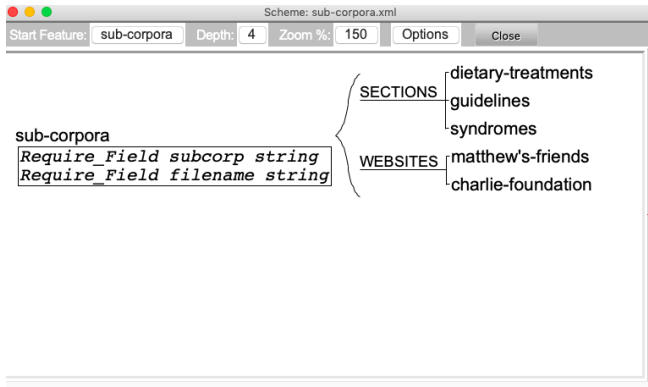 Scheme: sub-corpora.xml
Start Feature: sub-corpora Depth: 4 Zoom %: 150 Options Close
dietary-treatments
SECTIONS
guidelines
syndromes
sub-corpora
Require_Field subcorp string
Require_Field filename string
WEBSITES
matthew's-friends
charlie-foundation